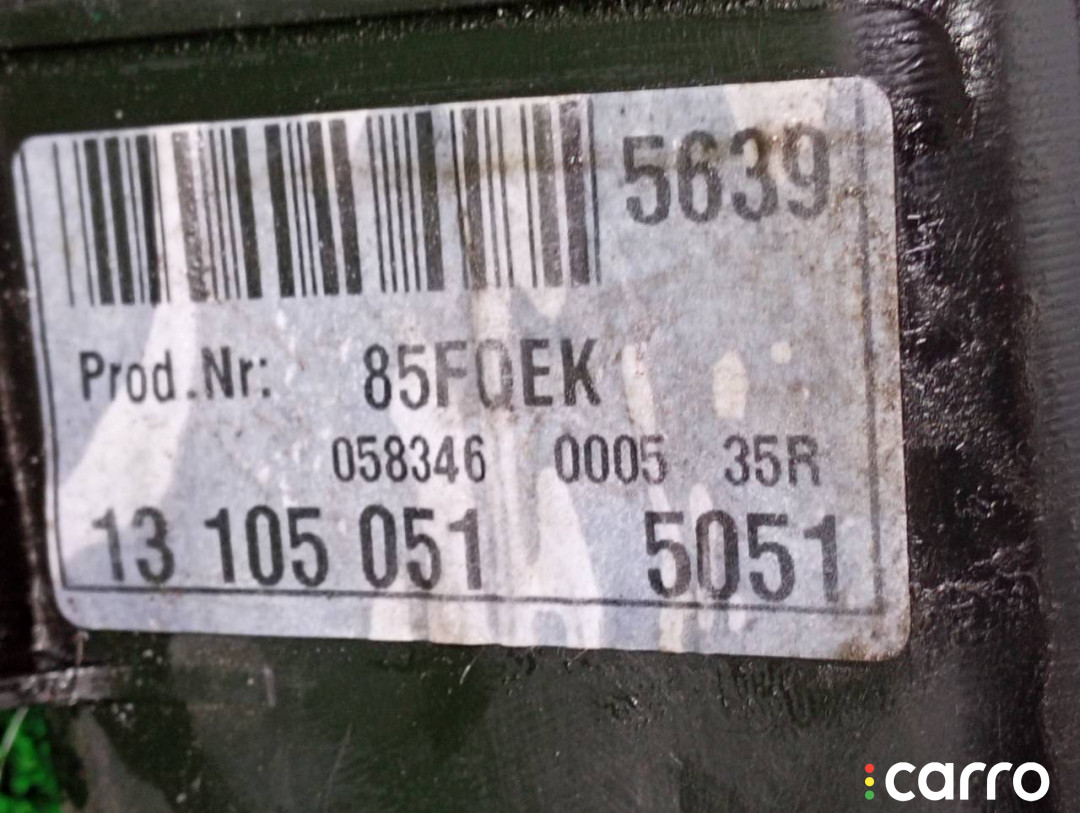 5639
Prod.Nr: 85FQEK
058346 0005 35R
13 105 051 5051
carro